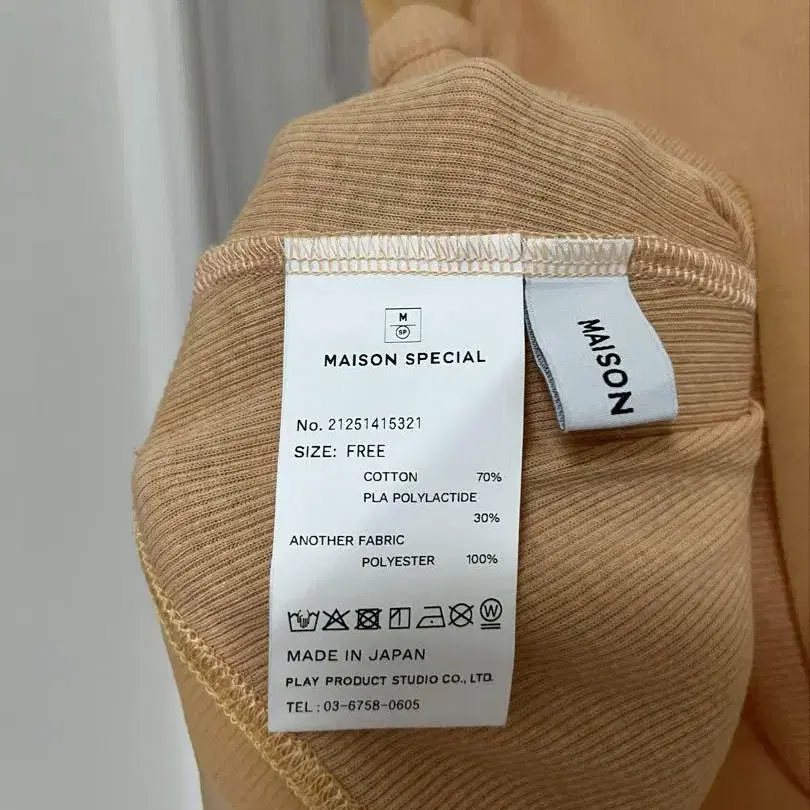 M
SP
MAISON SPECIAL
No. 21251415321
SIZE: FREE
COTTON 70%
PLA POLYLACTIDE
30%
ANOTHER FABRIC
POLYESTER 100%
W
MADE IN JAPAN
PLAY PRODUCT STUDIO CO., LTD.
TEL : 03-6758-0605
MAISON